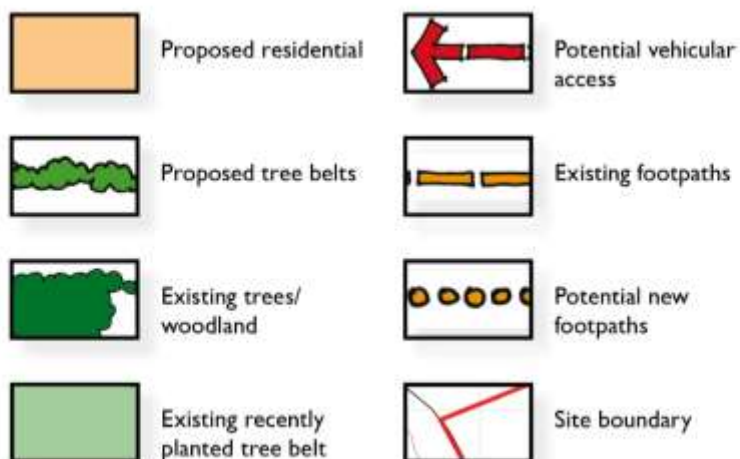 Proposed residential
Potential vehicular
access
Proposed tree belts
Existing footpaths
Existing trees/
woodland
Potential new
footpaths
Existing recently
planted tree belt
Site boundary